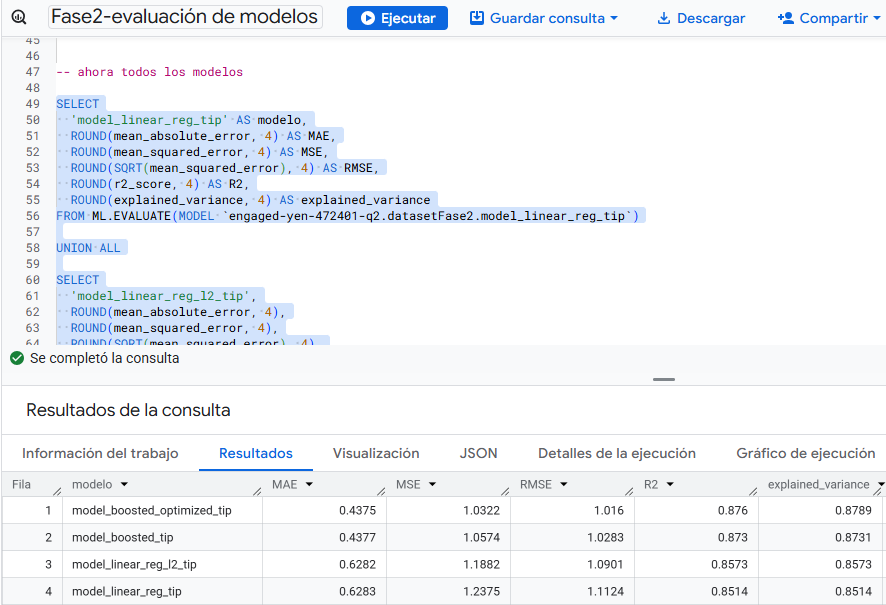 Fase2-evaluación de modelos Ejecutar Guardar consulta Descargar Compartir
45
46
47 -- ahora todos los modelos
48
49 SELECT
50 'model_linear_reg_tip' AS modelo,
51 ROUND(mean_absolute_error, 4) AS MAE,
52 ROUND(mean_squared_error, 4) AS MSE,
53 ROUND(SQRT(mean_squared_error), 4) AS RMSE,
54 ROUND(r2_score, 4) AS R2,
55 ROUND(explained_variance, 4) AS explained_variance
56 FROM ML.EVALUATE(MODEL `engaged-yen-472401-q2.datasetFase2.model_linear_reg_tip`)
57
58 UNION ALL
59
60 SELECT
61 'model_linear_reg_l2_tip',
62 ROUND(mean_absolute_error, 4),
63 ROUND(mean_squared_error, 4),
64 ROUND(SQRT(mean_squared_error), 4)
Se completó la consulta
Resultados de la consulta
Información del trabajo Resultados Visualización JSON Detalles de la ejecución Gráfico de ejecución
Fila modelo MAE MSE RMSE R2 explained_variance
1 model_boosted_optimized_tip 0.4375 1.0322 1.016 0.876 0.8789
2 model_boosted_tip 0.4377 1.0574 1.0283 0.873 0.8731
3 model_linear_reg_l2_tip 0.6282 1.1882 1.0901 0.8573 0.8573
4 model_linear_reg_tip 0.6283 1.2375 1.1124 0.8514 0.8514